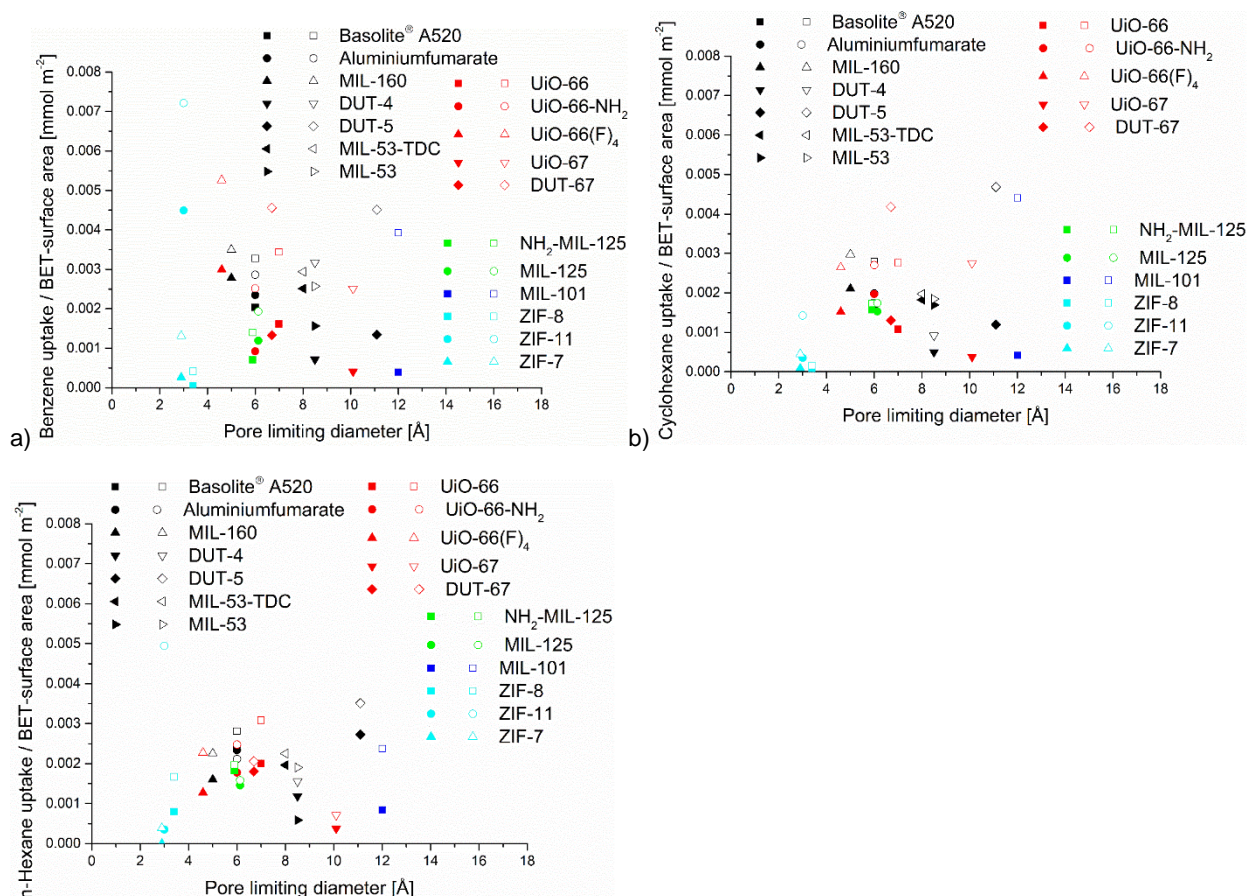 Benzene uptake / BET-surface area [mmol m-2]
0.008
0.007
0.006
0.005
0.004
0.003
0.002
0.001
0.000
Basolite® A520
Aluminiumfumarate
MIL-160
DUT-4
DUT-5
MIL-53-TDC
MIL-53
UiO-66
UiO-66-NH2
UiO-66(F)4
UiO-67
DUT-67
NH2-MIL-125
MIL-125
MIL-101
ZIF-8
ZIF-11
ZIF-7
0 2 4 6 8 10 12 14 16 18
Pore limiting diameter [Å]
a)
Cyclohexane uptake / BET-surface area [mmol m-2]
0.008
0.007
0.006
0.005
0.004
0.003
0.002
0.001
0.000
Basolite® A520
Aluminiumfumarate
MIL-160
DUT-4
DUT-5
MIL-53-TDC
MIL-53
UiO-66
UiO-66-NH2
UiO-66(F)4
UiO-67
DUT-67
NH2-MIL-125
MIL-125
MIL-101
ZIF-8
ZIF-11
ZIF-7
0 2 4 6 8 10 12 14 16 18
Pore limiting diameter [Å]
b)
n-Hexane uptake / BET-surface area [mmol m-2]
0.008
0.007
0.006
0.005
0.004
0.003
0.002
0.001
0.000
Basolite® A520
Aluminiumfumarate
MIL-160
DUT-4
DUT-5
MIL-53-TDC
MIL-53
UiO-66
UiO-66-NH2
UiO-66(F)4
UiO-67
DUT-67
NH2-MIL-125
MIL-125
MIL-101
ZIF-8
ZIF-11
ZIF-7
0 2 4 6 8 10 12 14 16 18
Pore limiting diameter [Å]